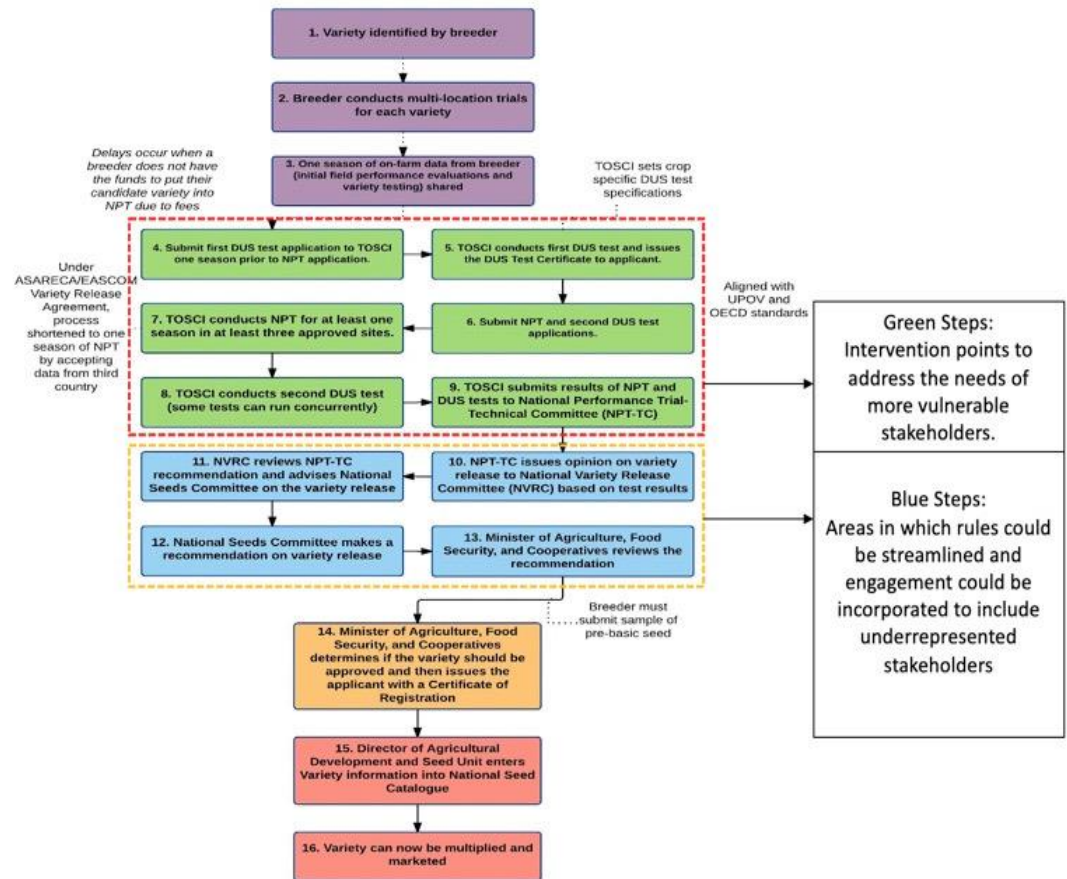 1. Variety identified by breeder
2. Breeder conducts multi-location trials
for each variety
Delays occur when a
breeder does not have
the funds to put their
candidate variety into
NPT due to fees
3. One season of on-farm data from breeder
(initial field performance evaluations and
variety testing) shared
TOSCI sets crop
specific DUS test
specifications
4. Submit first DUS test application to TOSCI
one season prior to NPT application.
5. TOSCI conducts first DUS test and issues
the DUS Test Certificate to applicant.
Under
ASARECA/EASCOM
Variety Release
Agreement,
process
shortened to one
season of NPT
by accepting
data from third
country
7. TOSCI conducts NPT for at least one
season in at least three approved sites.
6. Submit NPT and second DUS test
applications.
Aligned with
UPOV and
OECD standards
8. TOSCI conducts second DUS test
(some tests can run concurrently)
9. TOSCI submits results of NPT and
DUS tests to National Performance Trial-
Technical Committee (NPT-TC)
Green Steps:
Intervention points to
address the needs of
more vulnerable
stakeholders.
11. NVRC reviews NPT-TC
recommendation and advises National
Seeds Committee on the variety release
10. NPT-TC issues opinion on variety
release to National Variety Release
Committee (NVRC) based on test results
12. National Seeds Committee makes a
recommendation on variety release
13. Minister of Agriculture, Food
Security, and Cooperatives reviews the
recommendation
Blue Steps:
Areas in which rules could
be streamlined and
engagement could be
incorporated to include
underrepresented
stakeholders
Breeder must
submit sample of
pre-basic seed
14. Minister of Agriculture, Food
Security, and Cooperatives
determines if the variety should be
approved and then issues the
applicant with a Certificate of
Registration
15. Director of Agricultural
Development and Seed Unit enters
Variety information into National Seed
Catalogue
16. Variety can now be multiplied and
marketed